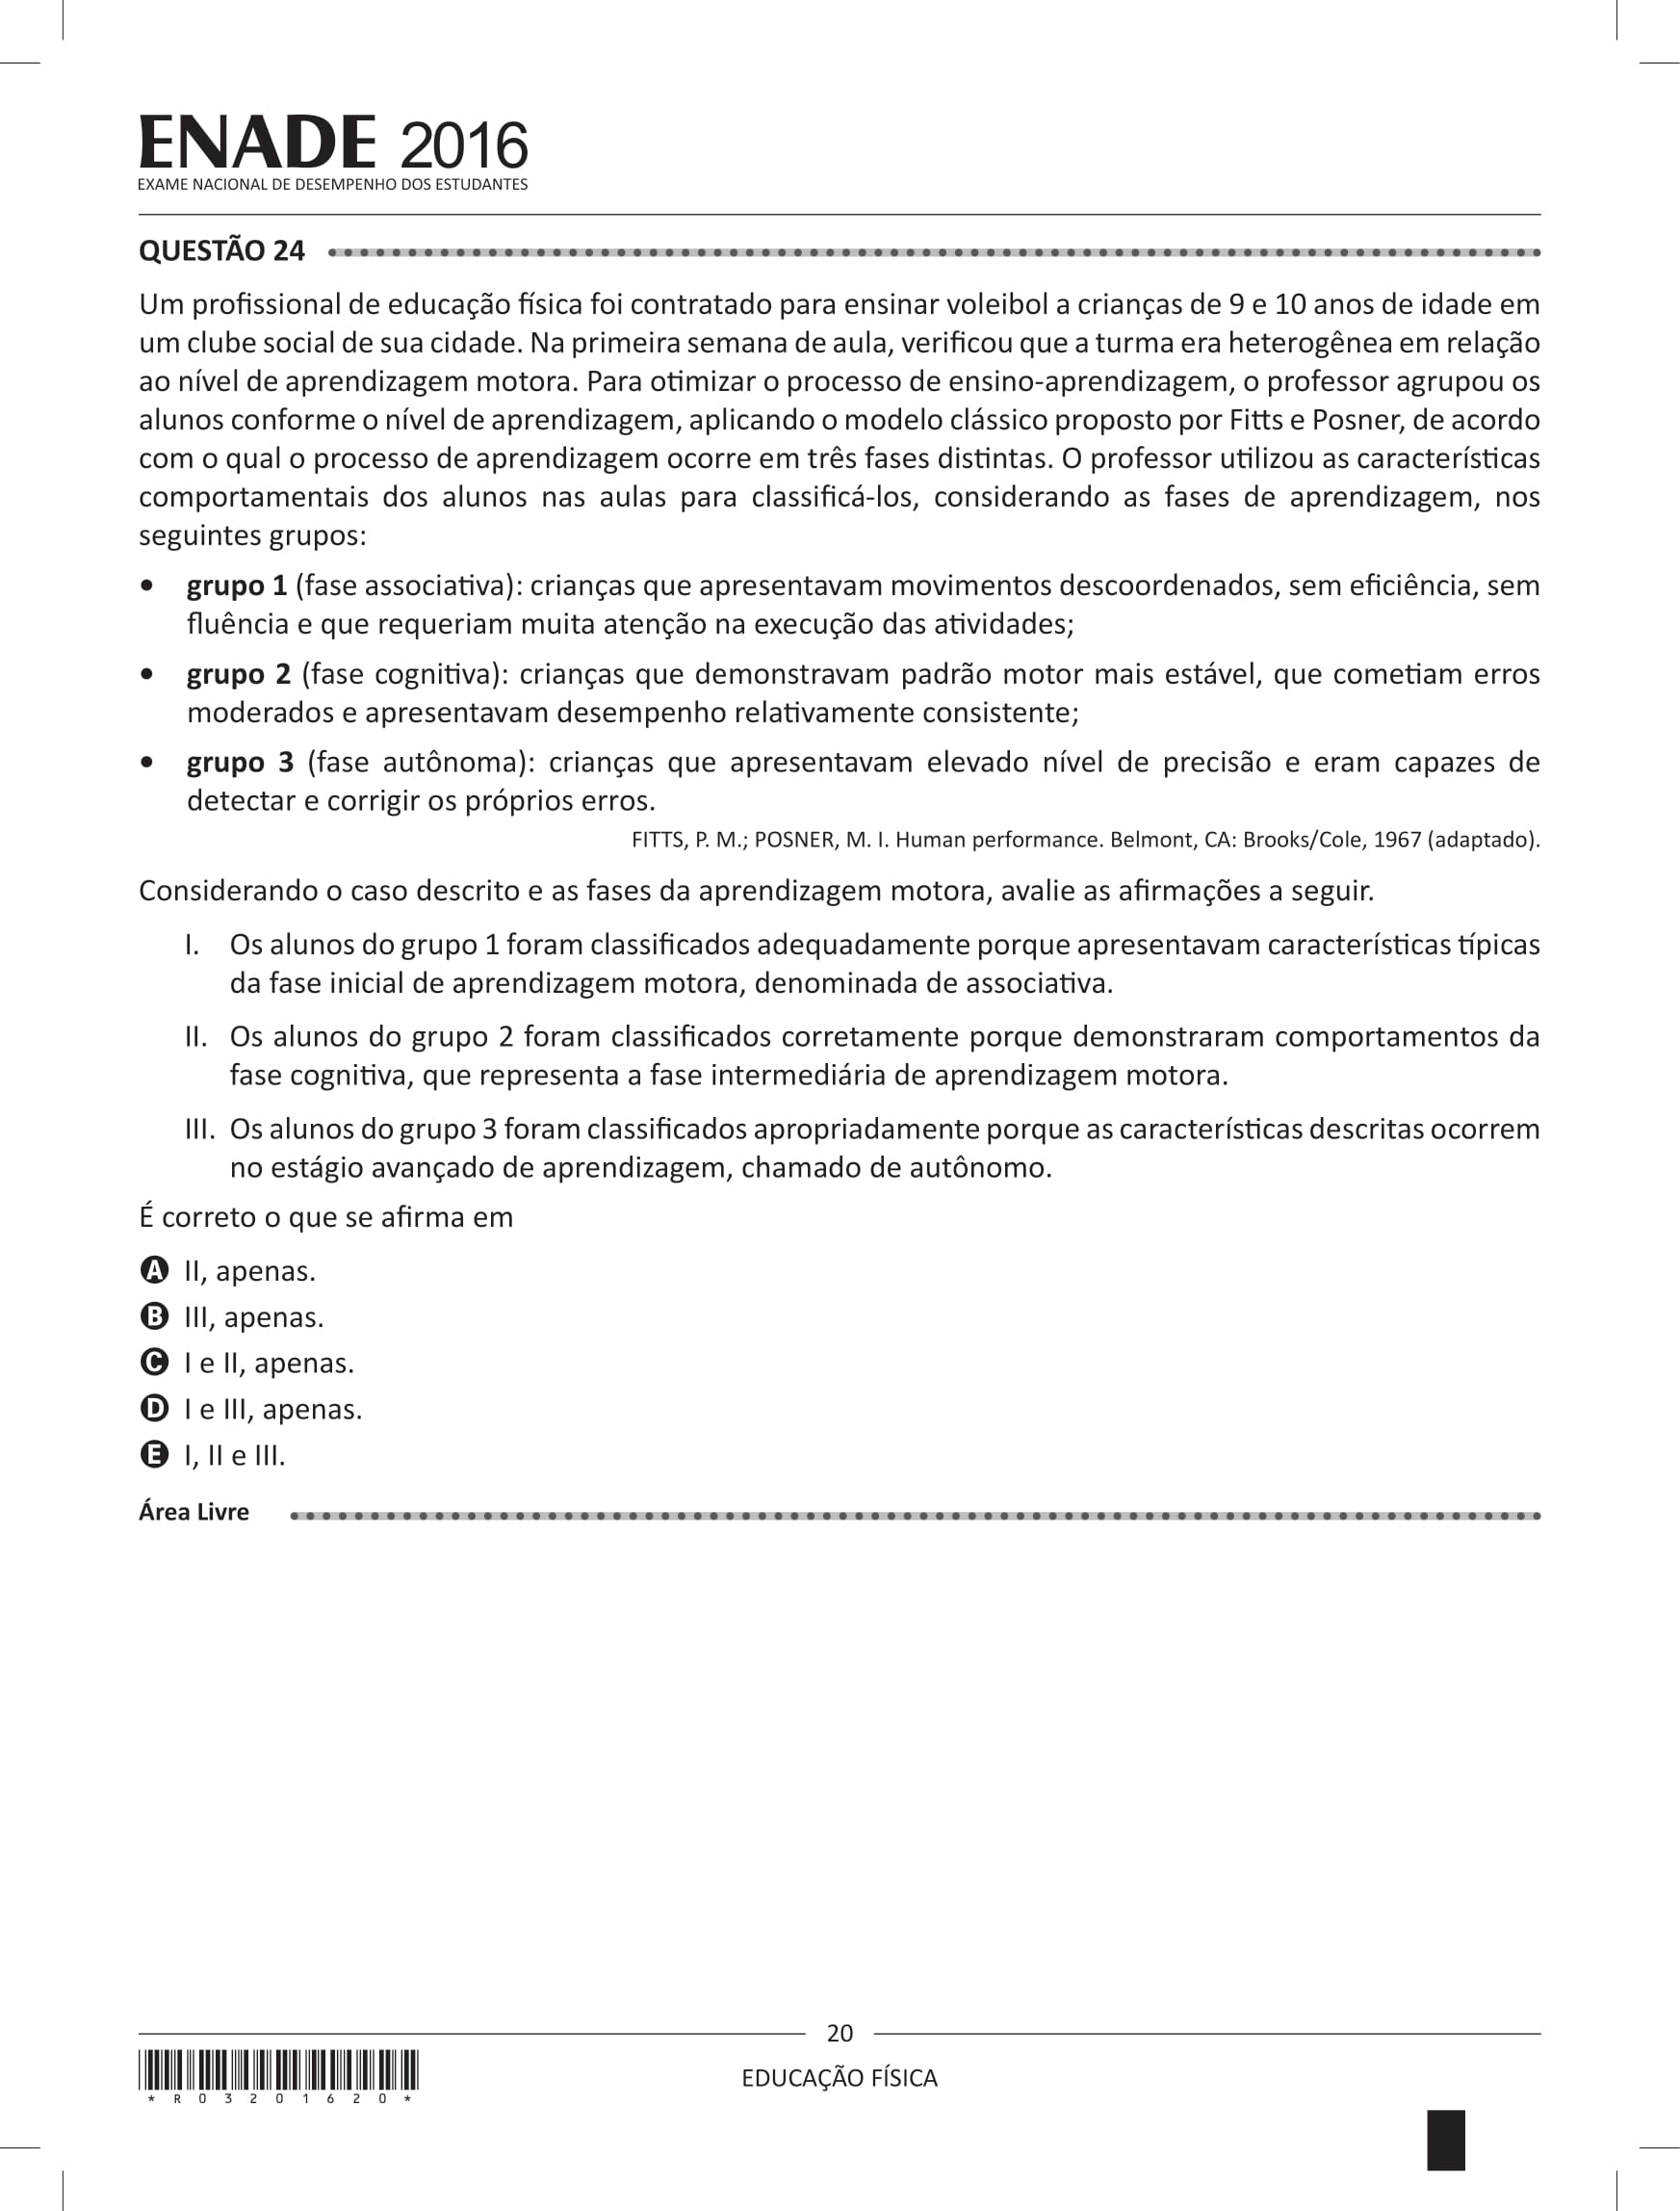 ENADE 2016
EXAME NACIONAL DE DESEMPENHO DOS ESTUDANTES
QUESTÃO 24
Um profissional de educação física foi contratado para ensinar voleibol a crianças de 9 e 10 anos de idade em
um clube social de sua cidade. Na primeira semana de aula, verificou que a turma era heterogênea em relação
ao nível de aprendizagem motora. Para otimizar o processo de ensino-aprendizagem, o professor agrupou os
alunos conforme o nível de aprendizagem, aplicando o modelo clássico proposto por Fitts e Posner, de acordo
com o qual o processo de aprendizagem ocorre em três fases distintas. O professor utilizou as características
comportamentais dos alunos nas aulas para classificá-los, considerando as fases de aprendizagem, nos
seguintes grupos:
• grupo 1 (fase associativa): crianças que apresentavam movimentos descoordenados, sem eficiência, sem
fluência e que requeriam muita atenção na execução das atividades;
• grupo 2 (fase cognitiva): crianças que demonstravam padrão motor mais estável, que cometiam erros
moderados e apresentavam desempenho relativamente consistente;
• grupo 3 (fase autônoma): crianças que apresentavam elevado nível de precisão e eram capazes de
detectar e corrigir os próprios erros.
FITTS, P. M.; POSNER, M. I. Human performance. Belmont, CA: Brooks/Cole, 1967 (adaptado).
Considerando o caso descrito e as fases da aprendizagem motora, avalie as afirmações a seguir.
I. Os alunos do grupo 1 foram classificados adequadamente porque apresentavam características típicas
da fase inicial de aprendizagem motora, denominada de associativa.
II. Os alunos do grupo 2 foram classificados corretamente porque demonstraram comportamentos da
fase cognitiva, que representa a fase intermediária de aprendizagem motora.
III. Os alunos do grupo 3 foram classificados apropriadamente porque as características descritas ocorrem
no estágio avançado de aprendizagem, chamado de autônomo.
É correto o que se afirma em
A II, apenas.
B III, apenas.
C I e II, apenas.
D I e III, apenas.
E I, II e III.
Área Livre
20
EDUCAÇÃO FÍSICA
* R 0 3 2 0 1 6 2 0 *